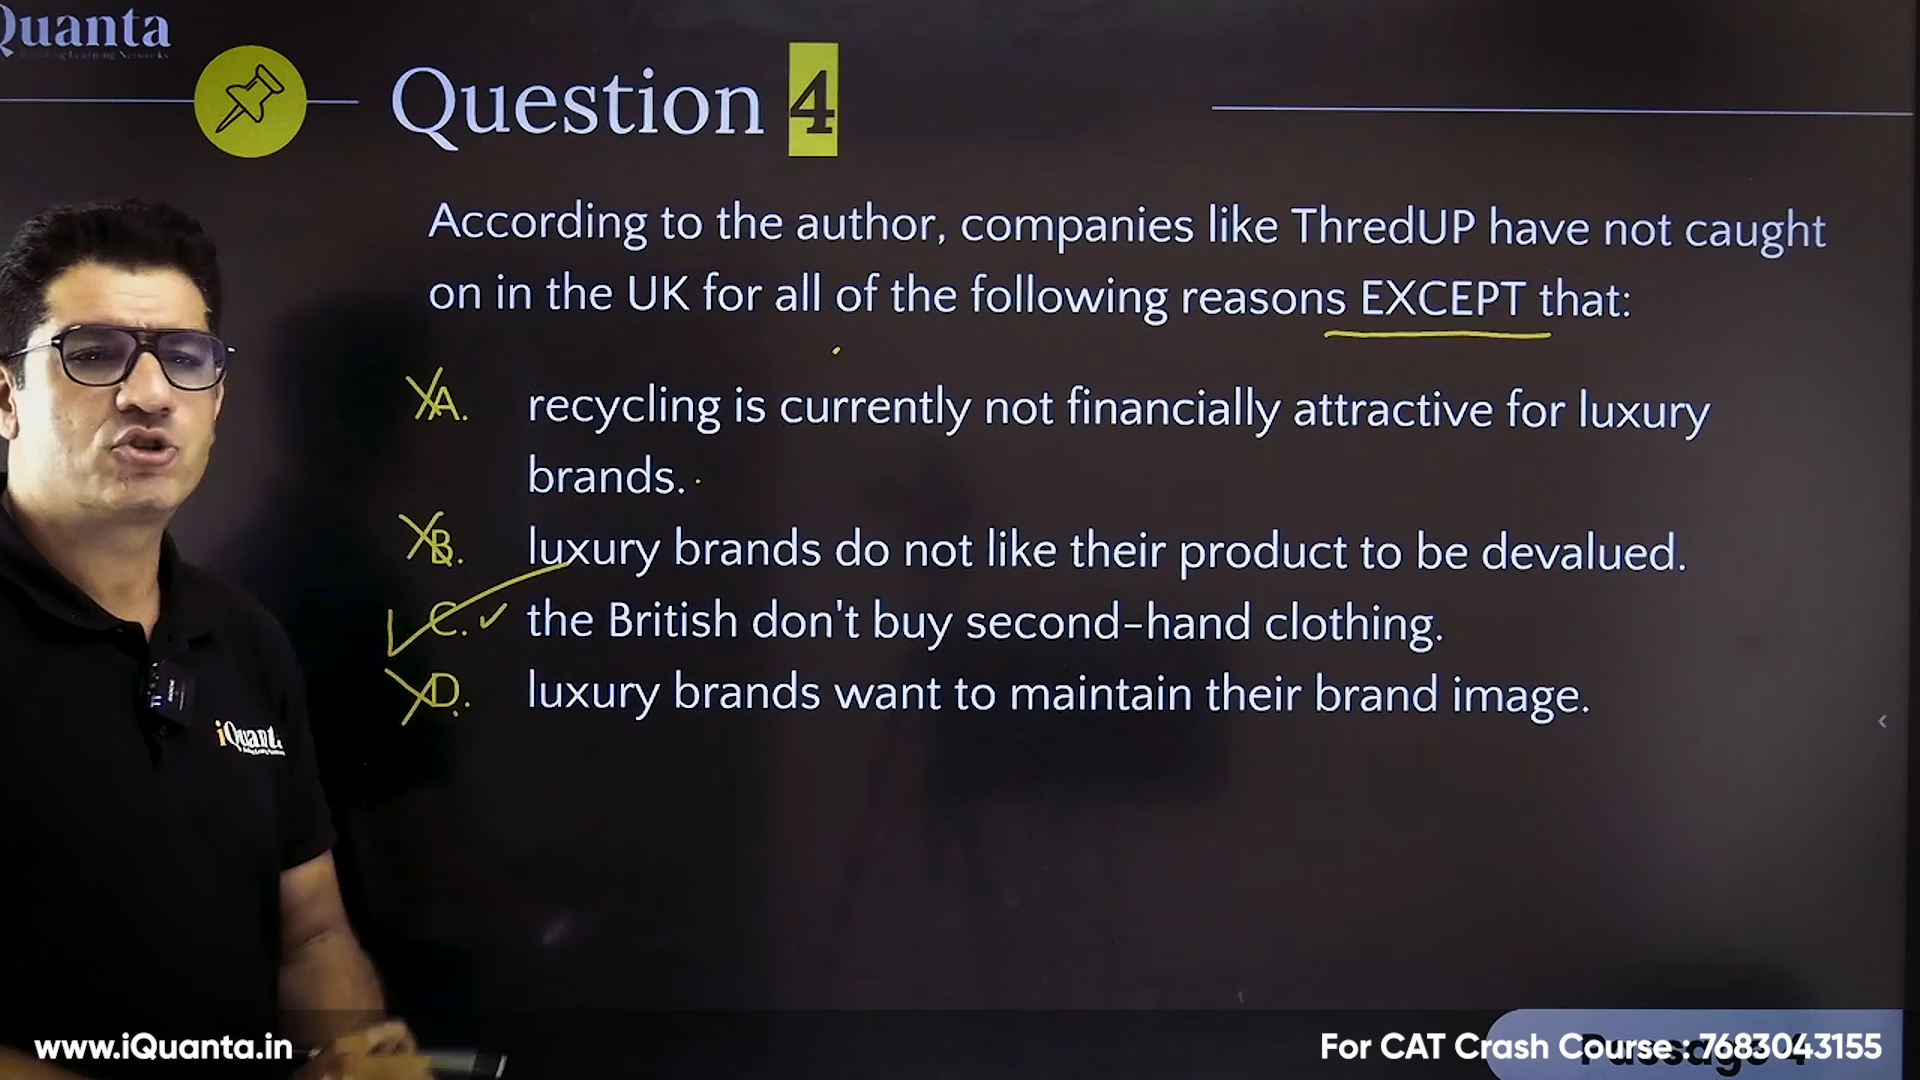 Quanta
Question 4
According to the author, companies like ThredUP have not caught
on in the UK for all of the following reasons EXCEPT that:
A. recycling is currently not financially attractive for luxury
brands.
B. luxury brands do not like their product to be devalued.
C. the British don't buy second-hand clothing.
D. luxury brands want to maintain their brand image.
iQuanta
www.iQuanta.in
For CAT Crash Course : 7683043155
Passage 4